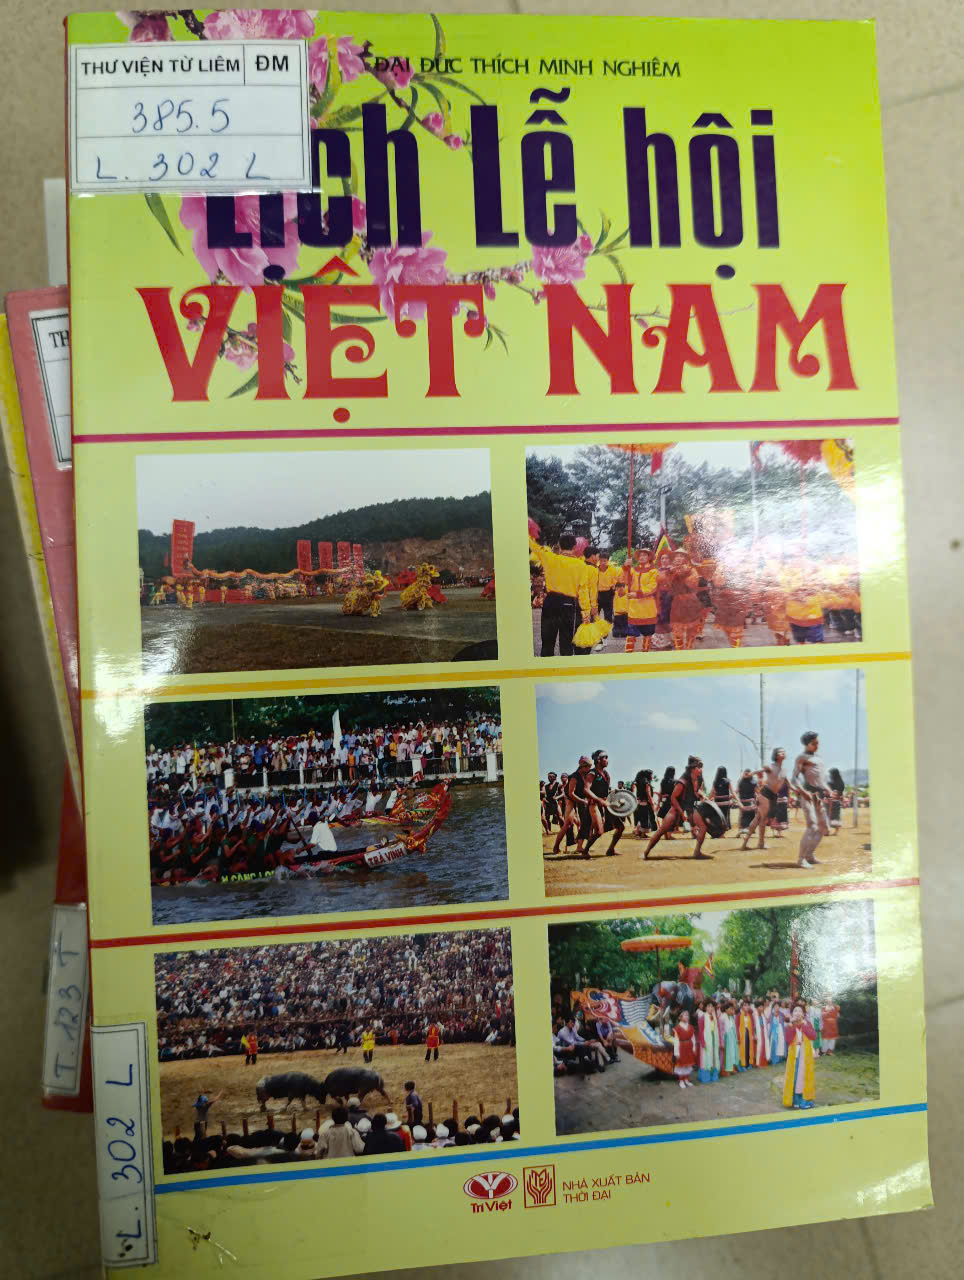 THƯ VIỆN TỪ LIÊM ĐM
385.5
L. 302 L
ĐẠI ĐỨC THÍCH MINH NGHIÊM
Lịch Lễ hội
VIỆT NAM
TH
TRÀ VINH
T. 123 T
L. 302 L
Trí Việt
NHÀ XUẤT BẢN
THỜI ĐẠI